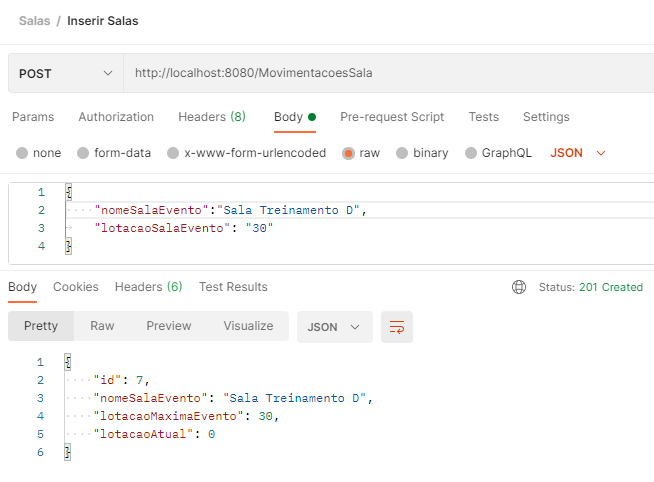 Salas / Inserir Salas
POST http://localhost:8080/MovimentacoesSala
Params Authorization Headers (8) Body Pre-request Script Tests Settings
none form-data x-www-form-urlencoded raw binary GraphQL JSON
1 {
2 "nomeSalaEvento":"Sala Treinamento D",
3 "lotacaoSalaEvento": "30"
4 }
Body Cookies Headers (6) Test Results Status: 201 Created
Pretty Raw Preview Visualize JSON
1 {
2 "id": 7,
3 "nomeSalaEvento": "Sala Treinamento D",
4 "lotacaoMaximaEvento": 30,
5 "lotacaoAtual": 0
6 }